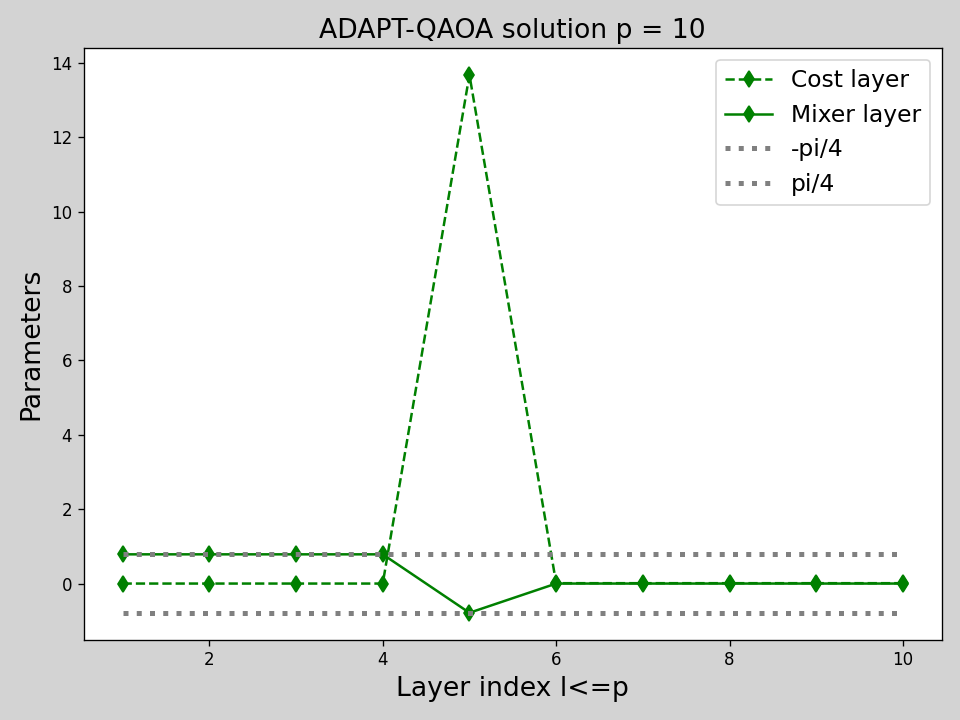 ADAPT-QAOA solution p = 10
Parameters
14
12
10
8
6
4
2
0
Cost layer
Mixer layer
-pi/4
pi/4
2
4
6
8
10
Layer index l<=p